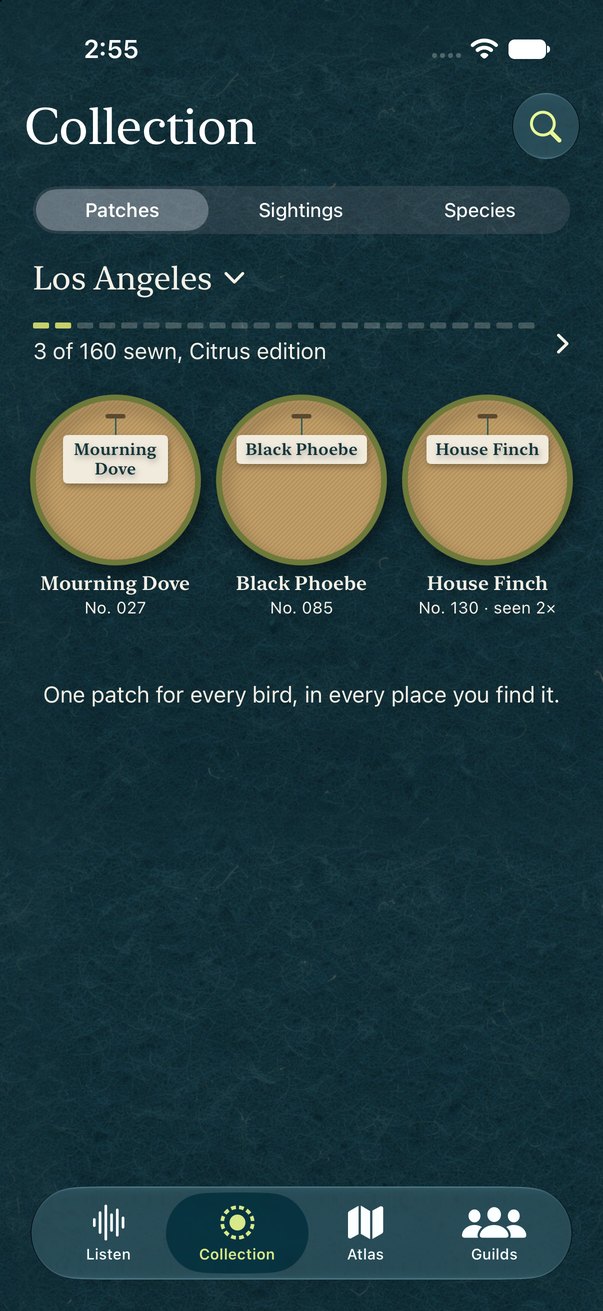 2:55
Collection
Patches
Sightings
Species
Los Angeles
3 of 160 sewn, Citrus edition
Mourning
Dove
Black Phoebe
House Finch
Mourning Dove
Black Phoebe
House Finch
No. 027
No. 085
No. 130 · seen 2×
One patch for every bird, in every place you find it.
Listen
Collection
Atlas
Guilds